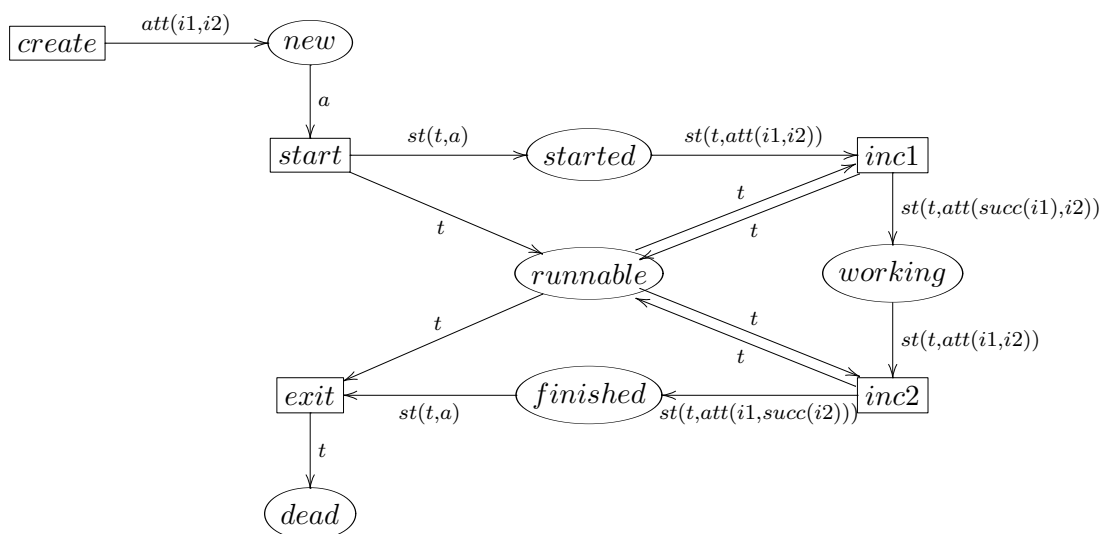 att(i1,i2)
create
new
a
start
st(t,a)
started
st(t,att(i1,i2))
inc1
t
t
t
st(t,att(succ(i1),i2))
runnable
working
t
t
t
st(t,att(i1,i2))
exit
st(t,a)
finished
st(t,att(i1,succ(i2)))
inc2
t
dead